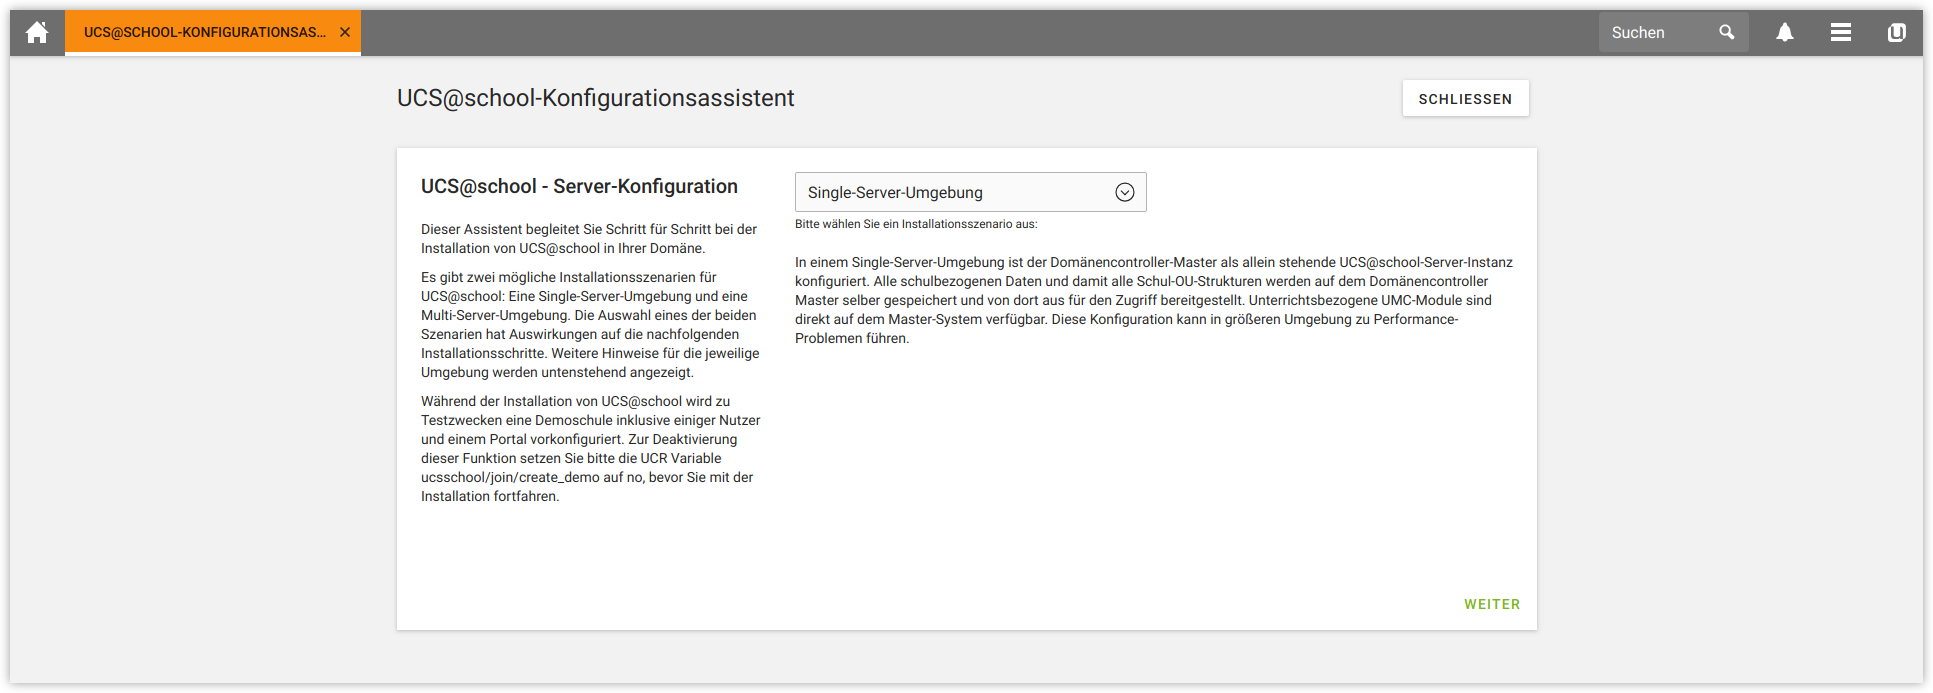 UCS@SCHOOL-KONFIGURATIONSAS...
Suchen
UCS@school-Konfigurationsassistent
SCHLIESSEN
UCS@school - Server-Konfiguration
Dieser Assistent begleitet Sie Schritt für Schritt bei der
Installation von UCS@school in Ihrer Domäne.
Es gibt zwei mögliche Installationsszenarien für
UCS@school: Eine Single-Server-Umgebung und eine
Multi-Server-Umgebung. Die Auswahl eines der beiden
Szenarien hat Auswirkungen auf die nachfolgenden
Installationsschritte. Weitere Hinweise für die jeweilige
Umgebung werden untenstehend angezeigt.
Während der Installation von UCS@school wird zu
Testzwecken eine Demoschule inklusive einiger Nutzer
und einem Portal vorkonfiguriert. Zur Deaktivierung
dieser Funktion setzen Sie bitte die UCR Variable
ucsschool/join/create_demo auf no, bevor Sie mit der
Installation fortfahren.
Single-Server-Umgebung
Bitte wählen Sie ein Installationsszenario aus:
In einem Single-Server-Umgebung ist der Domänencontroller-Master als allein stehende UCS@school-Server-Instanz
konfiguriert. Alle schulbezogenen Daten und damit alle Schul-OU-Strukturen werden auf dem Domänencontroller
Master selber gespeichert und von dort aus für den Zugriff bereitgestellt. Unterrichtsbezogene UMC-Module sind
direkt auf dem Master-System verfügbar. Diese Konfiguration kann in größeren Umgebung zu Performance-
Problemen führen.
WEITER